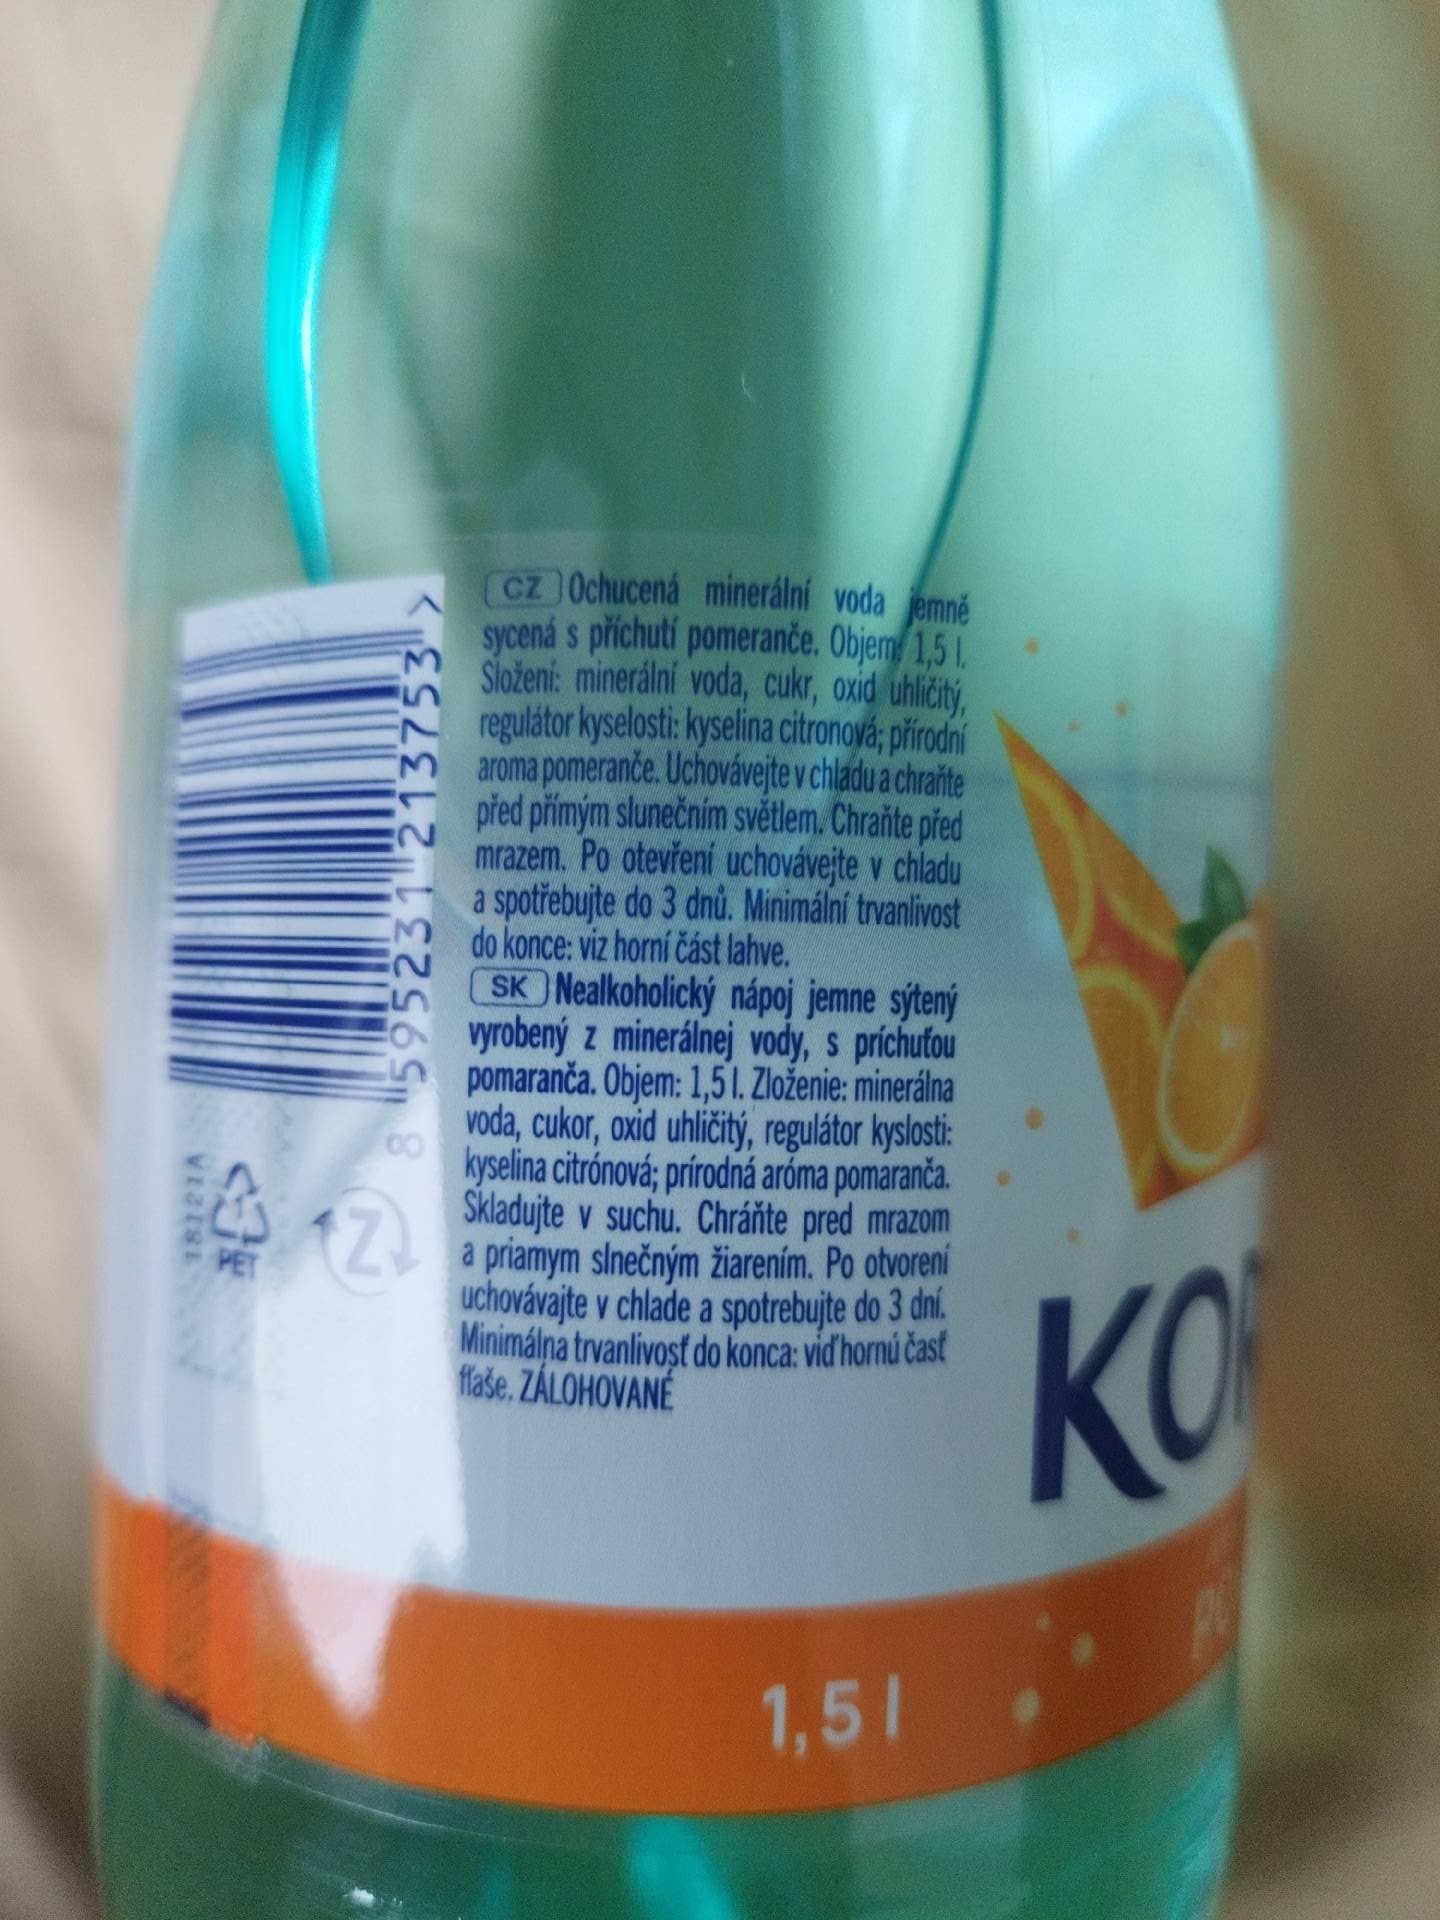 CZ Ochucená minerální voda jemně
sycená s příchutí pomeranče. Objem: 1,5 l.
Složení: minerální voda, cukr, oxid uhličitý,
regulátor kyselosti: kyselina citronová; přírodní
aroma pomeranče. Uchovávejte v chladu a chraňte
před přímým slunečním světlem. Chraňte před
mrazem. Po otevření uchovávejte v chladu
a spotřebujte do 3 dnů. Minimální trvanlivost
do konce: viz horní část lahve.
SK Nealkoholický nápoj jemne sýtený
vyrobený z minerálnej vody, s príchuťou
pomaranča. Objem: 1,5 l. Zloženie: minerálna
voda, cukor, oxid uhličitý, regulátor kyslosti:
kyselina citrónová; prírodná aróma pomaranča.
Skladujte v suchu. Chráňte pred mrazom
a priamym slnečným žiarením. Po otvorení
uchovávajte v chlade a spotrebujte do 3 dní.
Minimálna trvanlivosť do konca: viď hornú časť
fľaše. ZÁLOHOVANÉ
8 595231 213753 >
18121A
1
PET
Z
KOR
PO
1,5 l